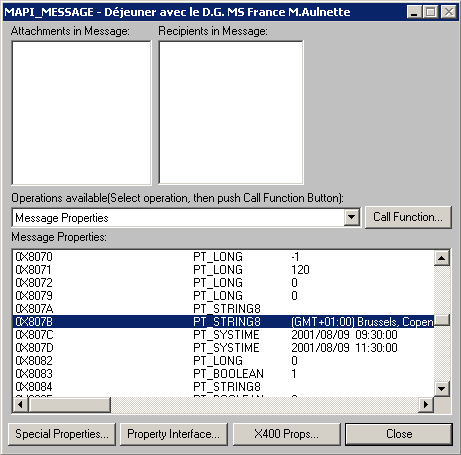 MAPI_MESSAGE - Déjeuner avec le D.G. MS France M.Aulnette
Attachments in Message: Recipients in Message:
Operations available(Select operation, then push Call Function Button):
Message Properties Call Function...
Message Properties:
0X8070 PT_LONG -1
0X8071 PT_LONG 120
0X8072 PT_LONG 0
0X8079 PT_LONG 0
0X807A PT_STRING8
0X807B PT_STRING8 (GMT+01:00) Brussels, Copen
0X807C PT_SYSTIME 2001/08/09 09:30:00
0X807D PT_SYSTIME 2001/08/09 11:30:00
0X8082 PT_LONG 0
0X8083 PT_BOOLEAN 1
0X8084 PT_STRING8
PT_BOOLEAN
Special Properties... Property Interface... X400 Props... Close